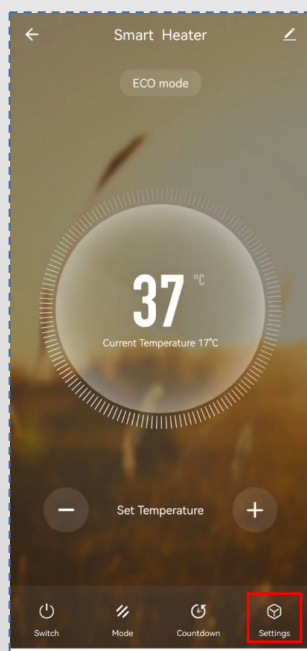 Smart Heater
ECO mode
37 °C
Current Temperature 17℃
Set Temperature
Switch Mode Countdown Settings